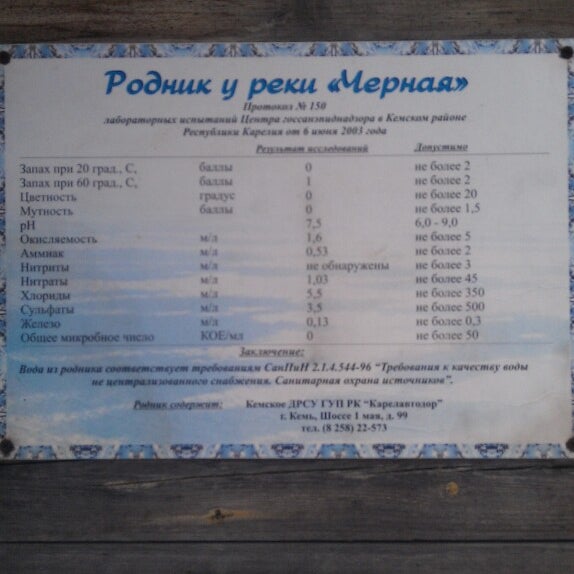 Родник у реки «Черная»
Протокол № 150
лабораторных испытаний Центра госсанэпиднадзора в Кемском районе
Республики Карелия от 6 июня 2003 года
Результат исследований Допустимо
Запах при 20 град., С, баллы 0 не более 2
Запах при 60 град., С, баллы 1 не более 2
Цветность градус 0 не более 20
Мутность баллы 0 не более 1,5
pH 7,5 6,0 - 9,0
Окисляемость м/л 1,6 не более 5
Аммиак м/л 0,53 не более 2
Нитриты м/л не обнаружены не более 3
Нитраты м/л 1,03 не более 45
Хлориды м/л 5,5 не более 350
Сульфаты м/л 3,5 не более 500
Железо м/л 0,13 не более 0,3
Общее микробное число КОЕ/мл 0 не более 50
Заключение:
Вода из родника соответствует требованиям СанПиН 2.1.4.544-96 “Требования к качеству воды
не централизованного снабжения. Санитарная охрана источников”.
Родник содержит: Кемское ДРСУ ГУП РК “Карелавтодор”
г. Кемь, Шоссе 1 мая, д. 99
тел. (8 258) 22-573